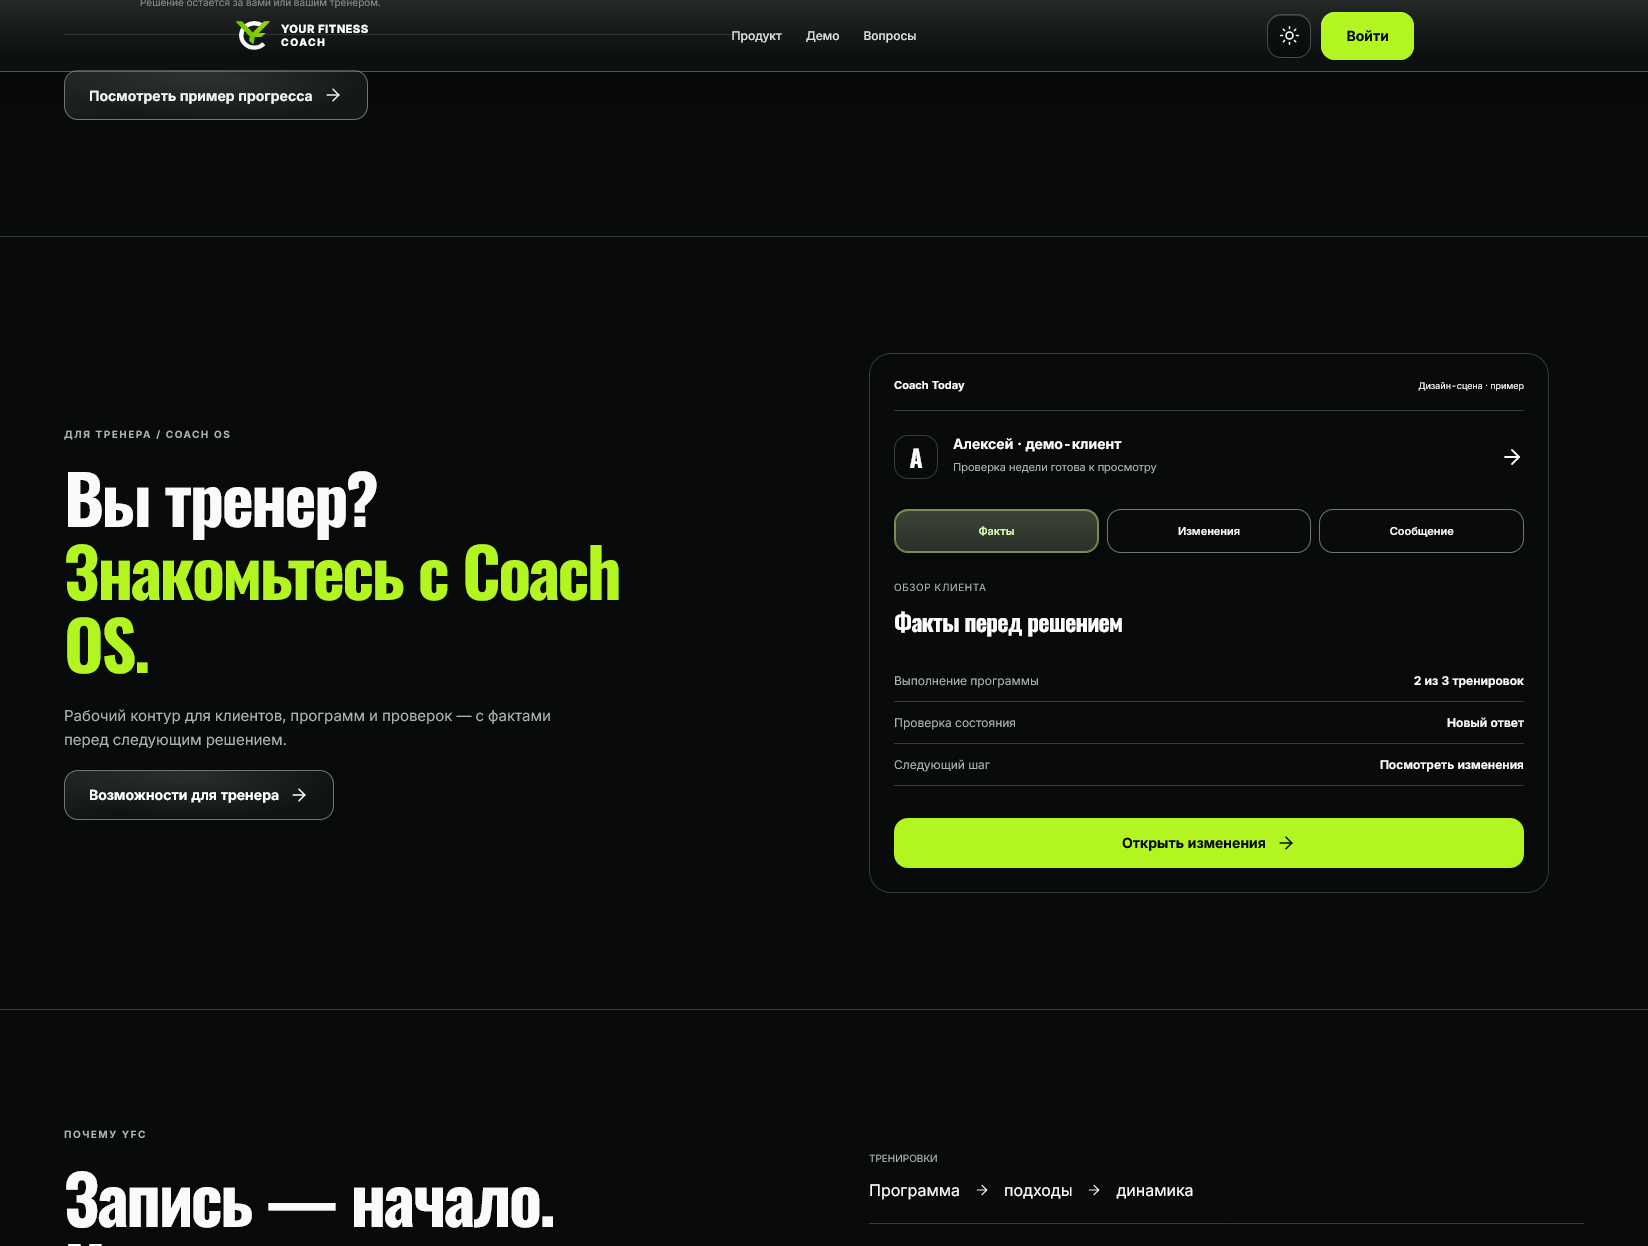 Решение остаётся за вами или вашим тренером.
YOUR FITNESS
COACH
Продукт
Демо
Вопросы
Войти
Посмотреть пример прогресса
ДЛЯ ТРЕНЕРА / COACH OS
Вы тренер?
Знакомьтесь с Coach
OS.
Рабочий контур для клиентов, программ и проверок — с фактами
перед следующим решением.
Возможности для тренера
Coach Today
Дизайн-сцена · пример
А
Алексей · демо-клиент
Проверка недели готова к просмотру
Факты
Изменения
Сообщение
ОБЗОР КЛИЕНТА
Факты перед решением
Выполнение программы
2 из 3 тренировок
Проверка состояния
Новый ответ
Следующий шаг
Посмотреть изменения
Открыть изменения
ПОЧЕМУ YFC
Запись — начало.
ТРЕНИРОВКИ
Программа → подходы → динамика